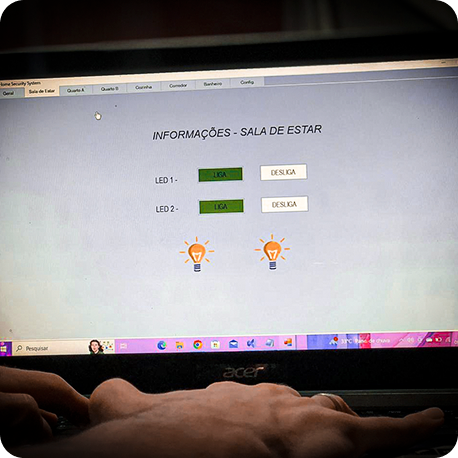 Home Security System
Geral Sala de Estar Quarto A Quarto B Cozinha Corredor Banheiro Config.
INFORMAÇÕES - SALA DE ESTAR
LED 1 - LIGA DESLIGA
LED 2 - LIGA DESLIGA
Pesquisar
acer